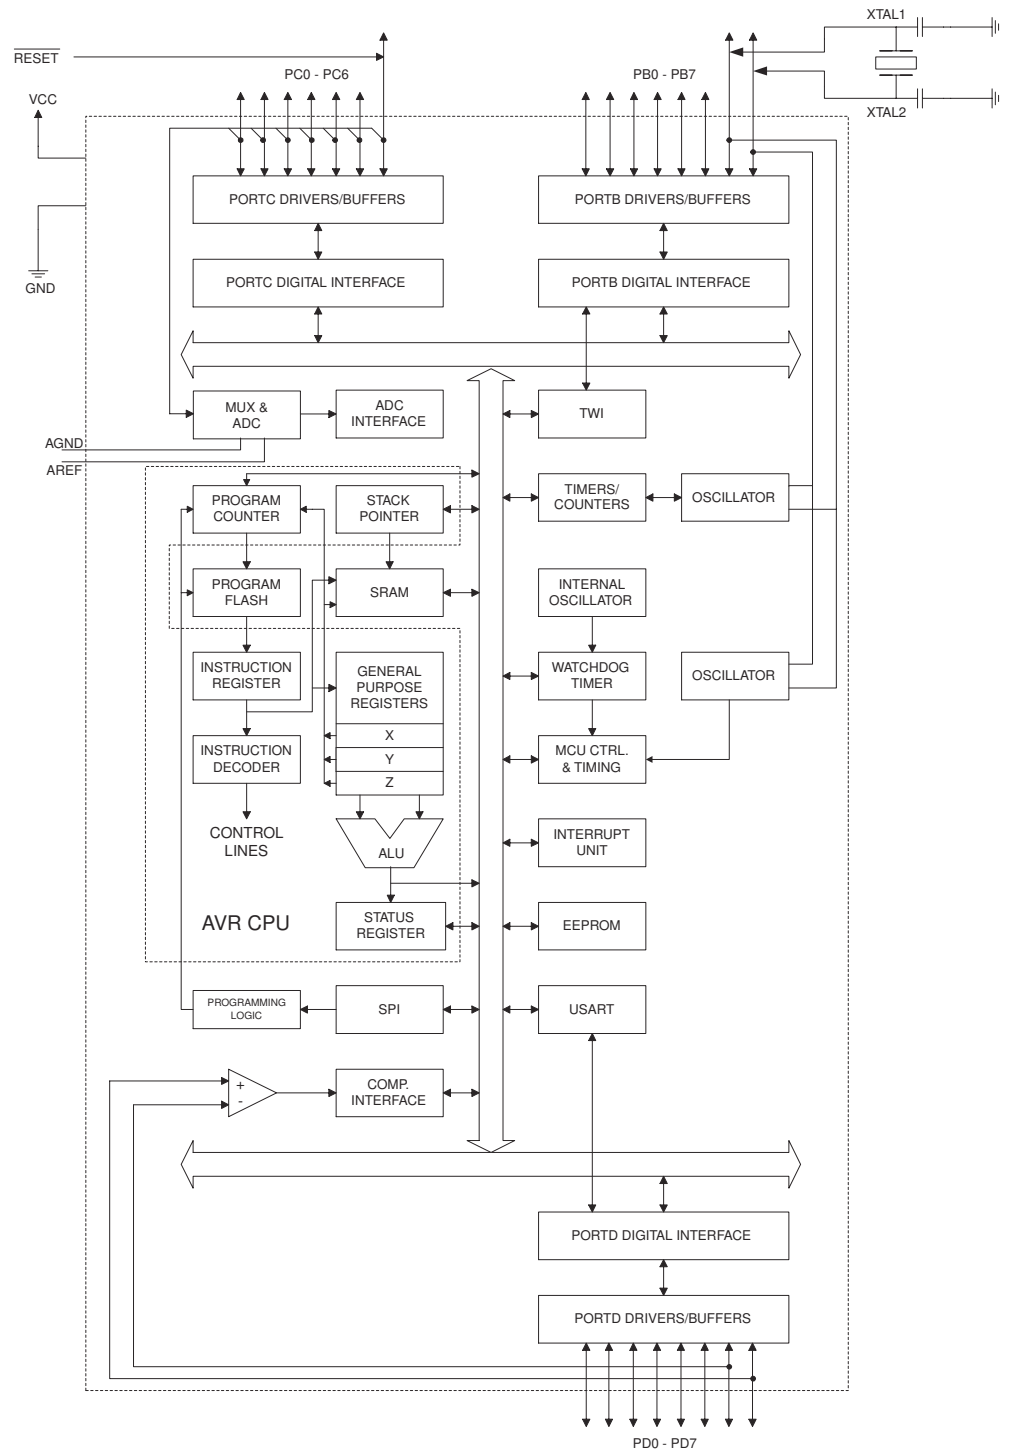 XTAL1
RESET
PC0 - PC6
PB0 - PB7
VCC
XTAL2
PORTC DRIVERS/BUFFERS
PORTB DRIVERS/BUFFERS
PORTC DIGITAL INTERFACE
PORTB DIGITAL INTERFACE
GND
MUX &
ADC
ADC
INTERFACE
TWI
AGND
AREF
PROGRAM
COUNTER
STACK
POINTER
TIMERS/
COUNTERS
OSCILLATOR
PROGRAM
FLASH
SRAM
INTERNAL
OSCILLATOR
INSTRUCTION
REGISTER
GENERAL
PURPOSE
REGISTERS
WATCHDOG
TIMER
OSCILLATOR
X
Y
Z
INSTRUCTION
DECODER
MCU CTRL.
& TIMING
CONTROL
LINES
ALU
INTERRUPT
UNIT
AVR CPU
STATUS
REGISTER
EEPROM
PROGRAMMING
LOGIC
SPI
USART
+
-
COMP.
INTERFACE
PORTD DIGITAL INTERFACE
PORTD DRIVERS/BUFFERS
PD0 - PD7